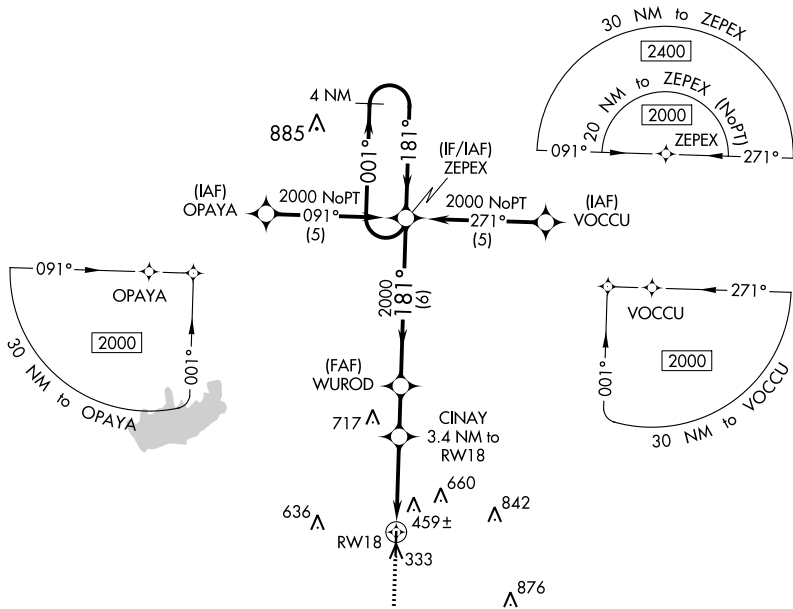 30 NM to ZEPEX
2400
20 NM to ZEPEX (NoPT)
2000
ZEPEX
091°
271°
4 NM
885
001°
181°
(IF/IAF)
ZEPEX
(IAF)
OPAYA
2000 NoPT
091°
(5)
2000 NoPT
271°
(5)
(IAF)
VOCCU
091°
OPAYA
2000
001°
30 NM to OPAYA
2000
181°
(6)
271°
VOCCU
2000
001°
30 NM to VOCCU
(FAF)
WUROD
717
CINAY
3.4 NM to
RW18
660
842
636
459±
RW18
333
876